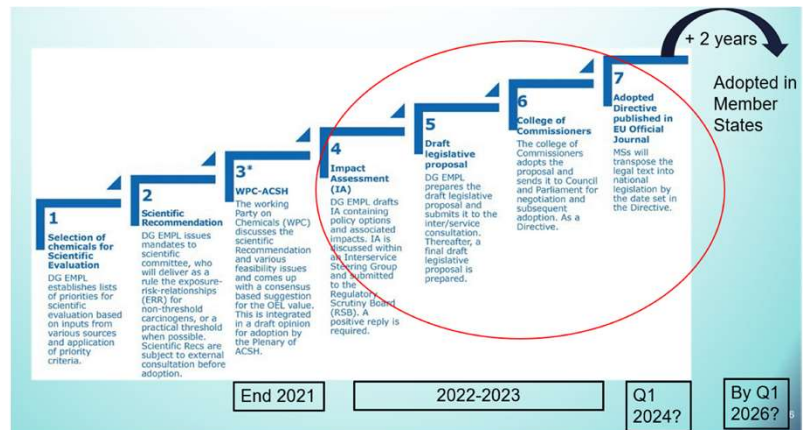 1
Selection of
chemicals for
Scientific
Evaluation
DG EMPL
establishes lists
of priorities for
scientific
evaluation based
on inputs from
various sources
and application
of priority
criteria.
2
Scientific
Recommendation
DG EMPL issues
mandates to
scientific
committee, who
will deliver as a
rule the exposure-
risk-relationships
(ERR) for
non-threshold
carcinogens, or a
practical threshold
when possible.
Scientific Recs are
subject to external
consultation before
adoption.
3*
WPC-ACSH
The working
Party on
Chemicals (WPC)
discusses the
scientific
Recommendation
and various
feasibility issues
and comes up
with a consensus
based suggestion
for the OEL value.
This is integrated
in a draft opinion
for adoption by
the Plenary of
ACSH.
4
Impact
Assessment
(IA)
DG EMPL drafts
IA containing
policy options
and associated
impacts. IA is
discussed within
an Interservice
Steering Group
and submitted
to the
Regulatory
Scrutiny Board
(RSB). A
positive reply is
required.
5
Draft
legislative
proposal
DG EMPL
prepares the
draft legislative
proposal and
submits it to the
inter/service
consultation.
Thereafter, a
final draft
legislative
proposal is
prepared.
6
College of
Commissioners
The college of
Commissioners
adopts the
proposal and
sends it to Council
and Parliament for
negotiation and
subsequent
adoption. As a
Directive.
7
Adopted
Directive
published in
EU Official
Journal
MSs will
transpose the
legal text into
national
legislation by
the date set in
the Directive.
+ 2 years
Adopted in
Member
States
End 2021
2022-2023
Q1
2024?
By Q1
2026?
6